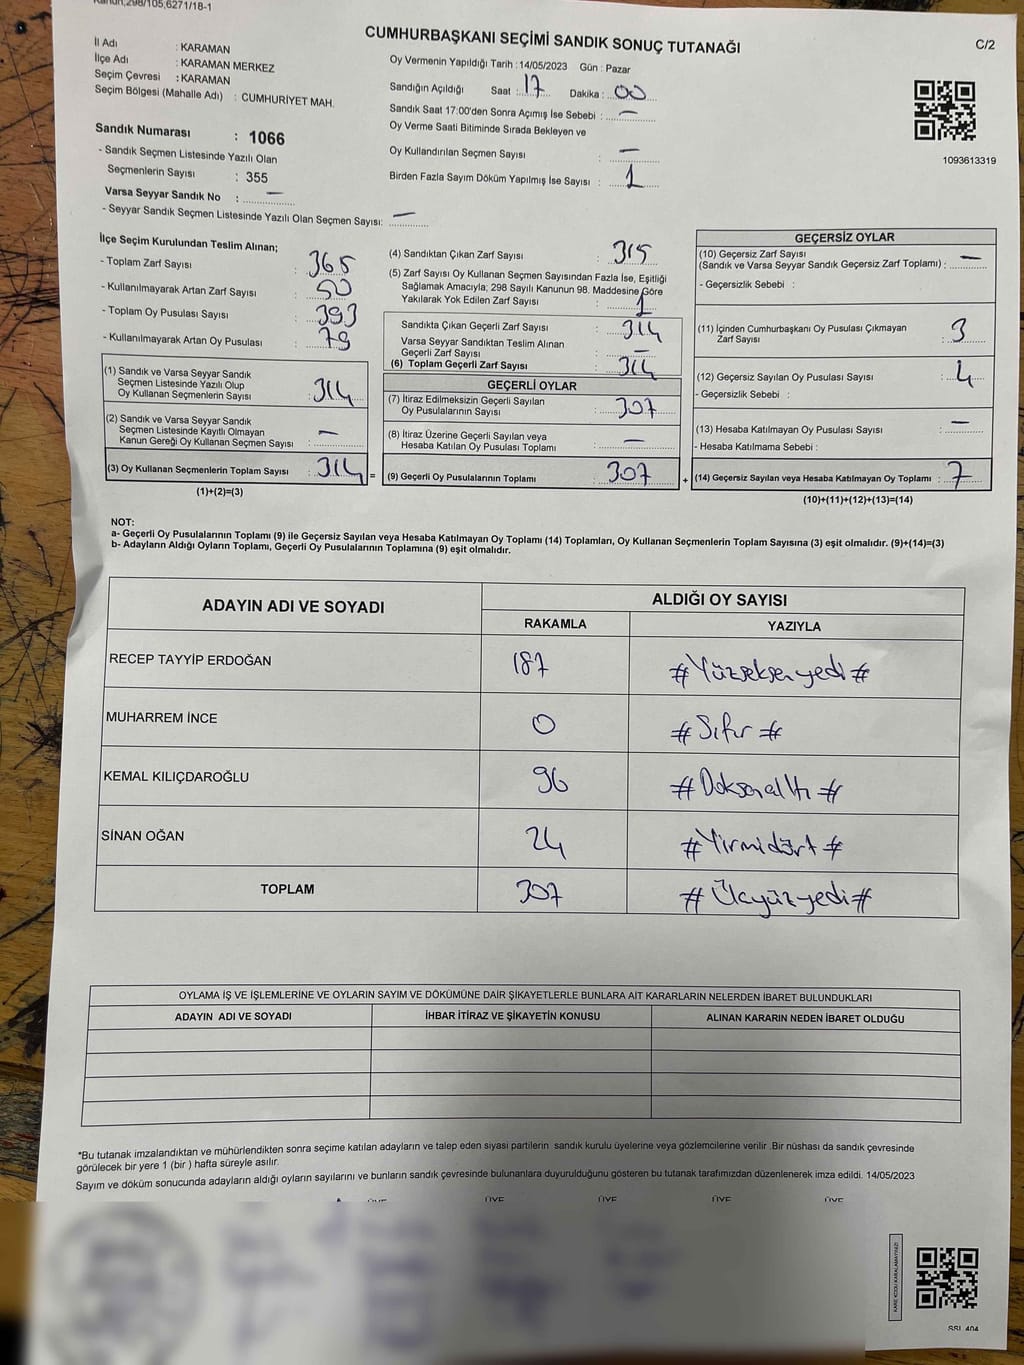 Kanun;298/105,6271/18-1
CUMHURBAŞKANI SEÇİMİ SANDIK SONUÇ TUTANAĞI
C/2
İl Adı : KARAMAN
İlçe Adı : KARAMAN MERKEZ
Seçim Çevresi : KARAMAN
Seçim Bölgesi (Mahalle Adı) : CUMHURİYET MAH.
Sandık Numarası : 1066
- Sandık Seçmen Listesinde Yazılı Olan
Seçmenlerin Sayısı : 355
Varsa Seyyar Sandık No : —
- Seyyar Sandık Seçmen Listesinde Yazılı Olan Seçmen Sayısı: —
Oy Vermenin Yapıldığı Tarih : 14/05/2023 Gün : Pazar
Sandığın Açıldığı Saat : 17 Dakika : 00
Sandık Saat 17:00'den Sonra Açımış İse Sebebi : —
Oy Verme Saati Bitiminde Sırada Bekleyen ve
Oy Kullandırılan Seçmen Sayısı : —
Birden Fazla Sayım Döküm Yapılmış İse Sayısı : 1
1093613319
İlçe Seçim Kurulundan Teslim Alınan;
- Toplam Zarf Sayısı : 365
- Kullanılmayarak Artan Zarf Sayısı : 50
- Toplam Oy Pusulası Sayısı : 393
- Kullanılmayarak Artan Oy Pusulası : 79
(1) Sandık ve Varsa Seyyar Sandık
Seçmen Listesinde Yazılı Olup
Oy Kullanan Seçmenlerin Sayısı : 314
(2) Sandık ve Varsa Seyyar Sandık
Seçmen Listesinde Kayıtlı Olmayan
Kanun Gereği Oy Kullanan Seçmen Sayısı : —
(3) Oy Kullanan Seçmenlerin Toplam Sayısı : 314 =
(1)+(2)=(3)
(4) Sandıktan Çıkan Zarf Sayısı : 315
(5) Zarf Sayısı Oy Kullanan Seçmen Sayısından Fazla İse, Eşitliği
Sağlamak Amacıyla; 298 Sayılı Kanunun 98. Maddesine Göre
Yakılarak Yok Edilen Zarf Sayısı : 1
Sandıkta Çıkan Geçerli Zarf Sayısı : 314
Varsa Seyyar Sandıktan Teslim Alınan
Geçerli Zarf Sayısı : —
(6) Toplam Geçerli Zarf Sayısı : 314
GEÇERLİ OYLAR
(7) İtiraz Edilmeksizin Geçerli Sayılan
Oy Pusulalarının Sayısı : 307
(8) İtiraz Üzerine Geçerli Sayılan veya
Hesaba Katılan Oy Pusulası Toplamı : —
(9) Geçerli Oy Pusulalarının Toplamı : 307 +
GEÇERSİZ OYLAR
(10) Geçersiz Zarf Sayısı
(Sandık ve Varsa Seyyar Sandık Geçersiz Zarf Toplamı) : —
- Geçersizlik Sebebi :
(11) İçinden Cumhurbaşkanı Oy Pusulası Çıkmayan
Zarf Sayısı : 3
(12) Geçersiz Sayılan Oy Pusulası Sayısı : 4
- Geçersizlik Sebebi :
(13) Hesaba Katılmayan Oy Pusulası Sayısı : —
- Hesaba Katılmama Sebebi :
(14) Geçersiz Sayılan veya Hesaba Katılmayan Oy Toplamı : 7
(10)+(11)+(12)+(13)=(14)
NOT:
a- Geçerli Oy Pusulalarının Toplamı (9) ile Geçersiz Sayılan veya Hesaba Katılmayan Oy Toplamı (14) Toplamları, Oy Kullanan Seçmenlerin Toplam Sayısına (3) eşit olmalıdır. (9)+(14)=(3)
b- Adayların Aldığı Oyların Toplamı, Geçerli Oy Pusulalarının Toplamına (9) eşit olmalıdır.
ADAYIN ADI VE SOYADI ALDIĞI OY SAYISI
RAKAMLA YAZIYLA
RECEP TAYYİP ERDOĞAN 187 #Yüzseksenyedi#
MUHARREM İNCE 0 #Sıfır#
KEMAL KILIÇDAROĞLU 96 #Doksanaltı#
SİNAN OĞAN 24 #Yirmidört#
TOPLAM 307 #Üçyüzyedi#
OYLAMA İŞ VE İŞLEMLERİNE VE OYLARIN SAYIM VE DÖKÜMÜNE DAİR ŞİKAYETLERLE BUNLARA AİT KARARLARIN NELERDEN İBARET BULUNDUKLARI
ADAYIN ADI VE SOYADI İHBAR İTİRAZ VE ŞİKAYETİN KONUSU ALINAN KARARIN NEDEN İBARET OLDUĞU
*Bu tutanak imzalandıktan ve mühürlendikten sonra seçime katılan adayların ve talep eden siyasi partilerin sandık kurulu üyelerine veya gözlemcilerine verilir .Bir nüshası da sandık çevresinde
görülecek bir yere 1 (bir ) hafta süreyle asılır.
Sayım ve döküm sonucunda adayların aldığı oyların sayılarını ve bunların sandık çevresinde bulunanlara duyurulduğunu gösteren bu tutanak tarafımızdan düzenlenerek imza edildi. 14/05/2023
ÜYE ÜYE ÜYE ÜYE ÜYE
KARE KODU KARALAMAYINIZ!